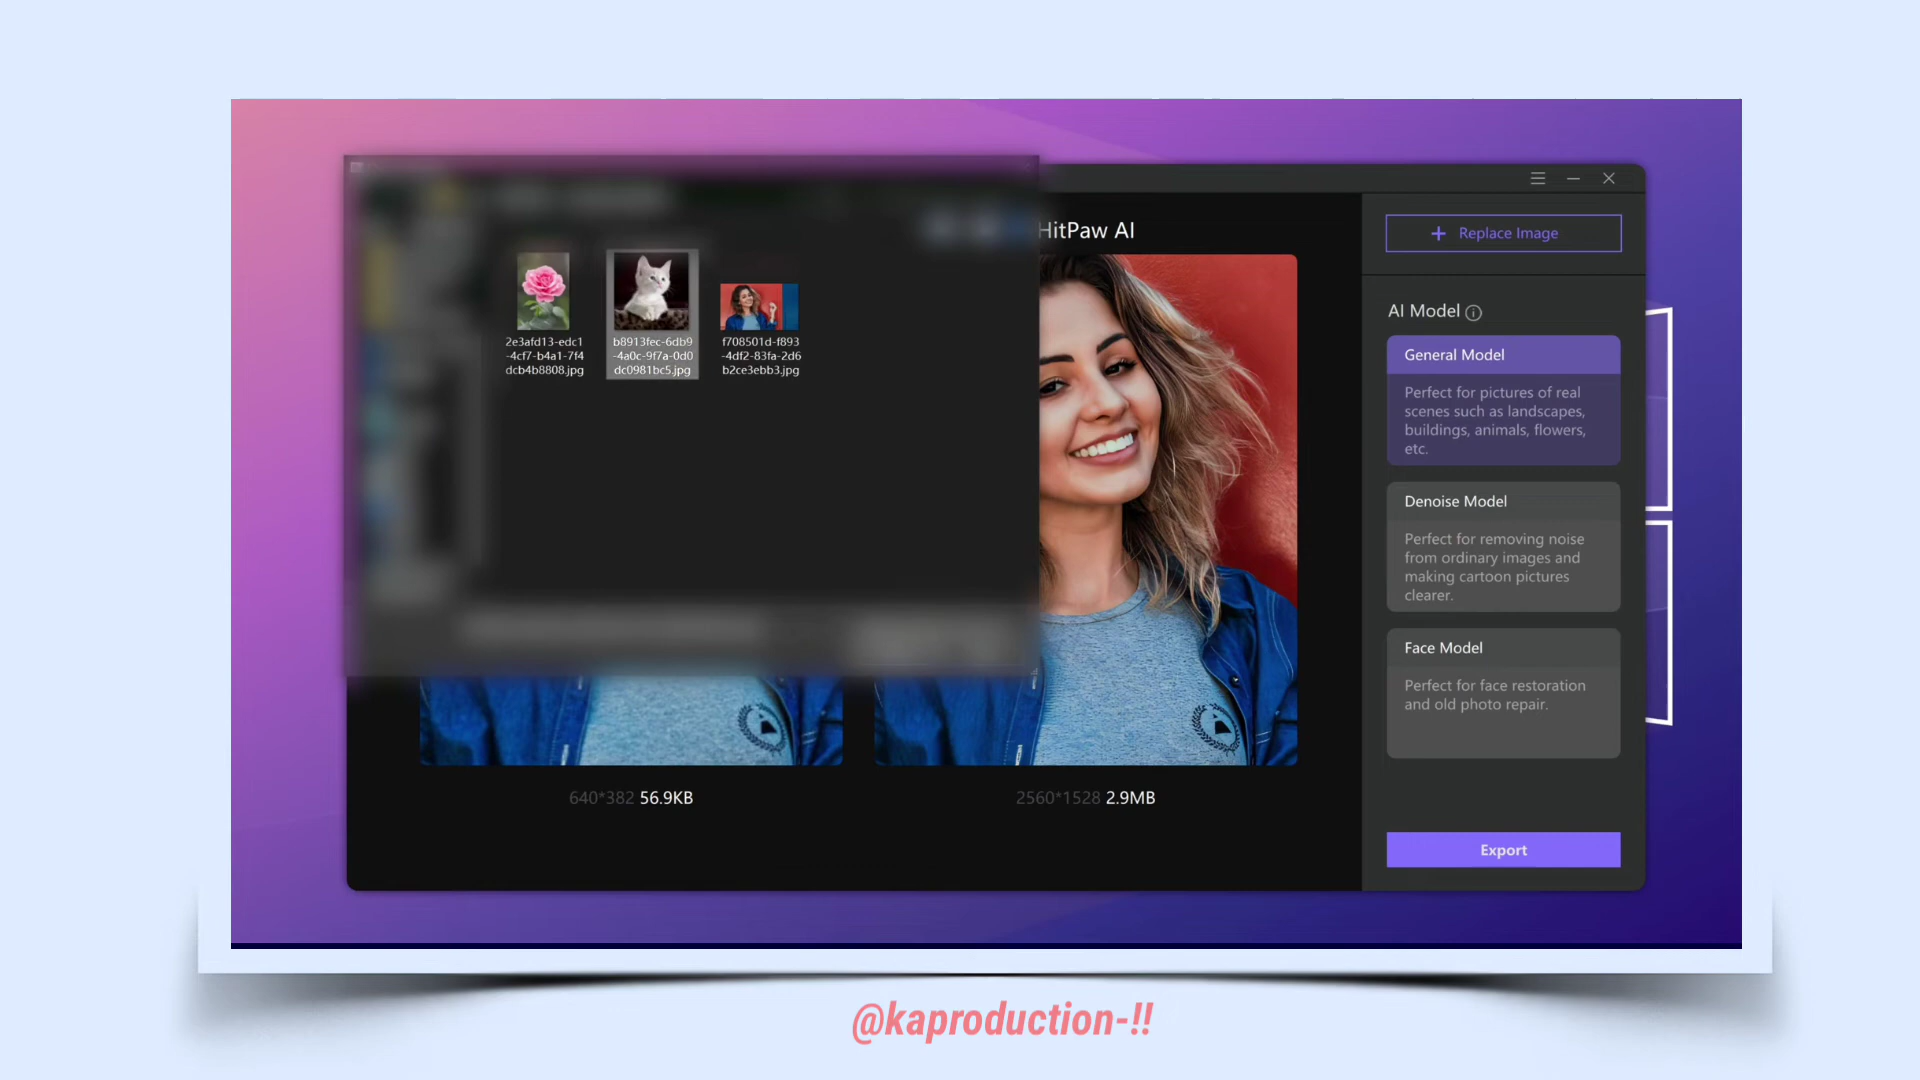 HitPaw AI
Replace Image
2e3afd13-edc1
-4cf7-b4a1-7f4
dcb4b8808.jpg
b8913fec-6db9
-4a0c-9f7a-0d0
dc0981bc5.jpg
f708501d-f893
-4df2-83fa-2d6
b2ce3ebb3.jpg
AI Model
General Model
Perfect for pictures of real
scenes such as landscapes,
buildings, animals, flowers,
etc.
Denoise Model
Perfect for removing noise
from ordinary images and
making cartoon pictures
clearer.
Face Model
Perfect for face restoration
and old photo repair.
640*382 56.9KB
2560*1528 2.9MB
Export
@kaproduction-!!